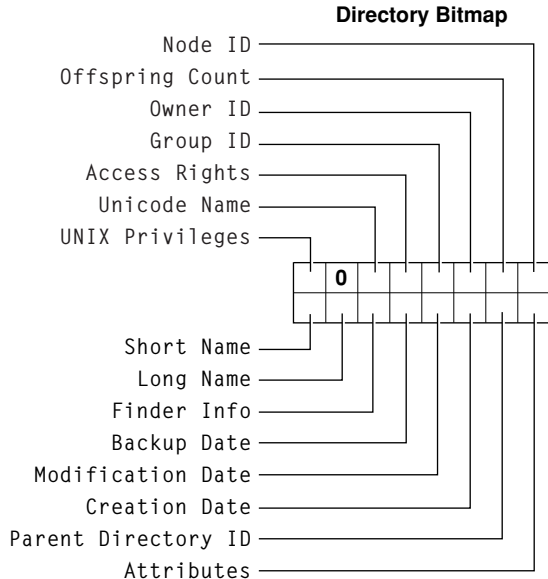 Directory Bitmap
Node ID
Offspring Count
Owner ID
Group ID
Access Rights
Unicode Name
UNIX Privileges
0
Short Name
Long Name
Finder Info
Backup Date
Modification Date
Creation Date
Parent Directory ID
Attributes